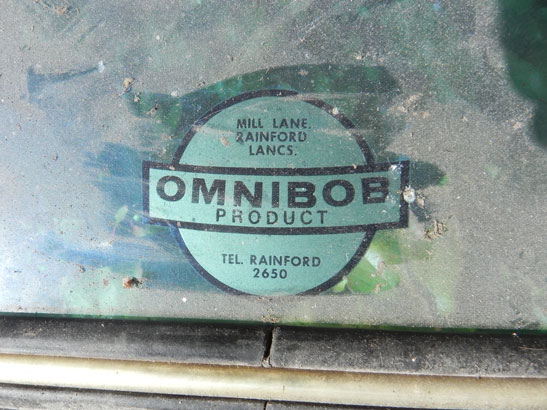 MILL LANE.
RAINFORD
LANCS.
OMNIBOB
PRODUCT
TEL. RAINFORD
2650